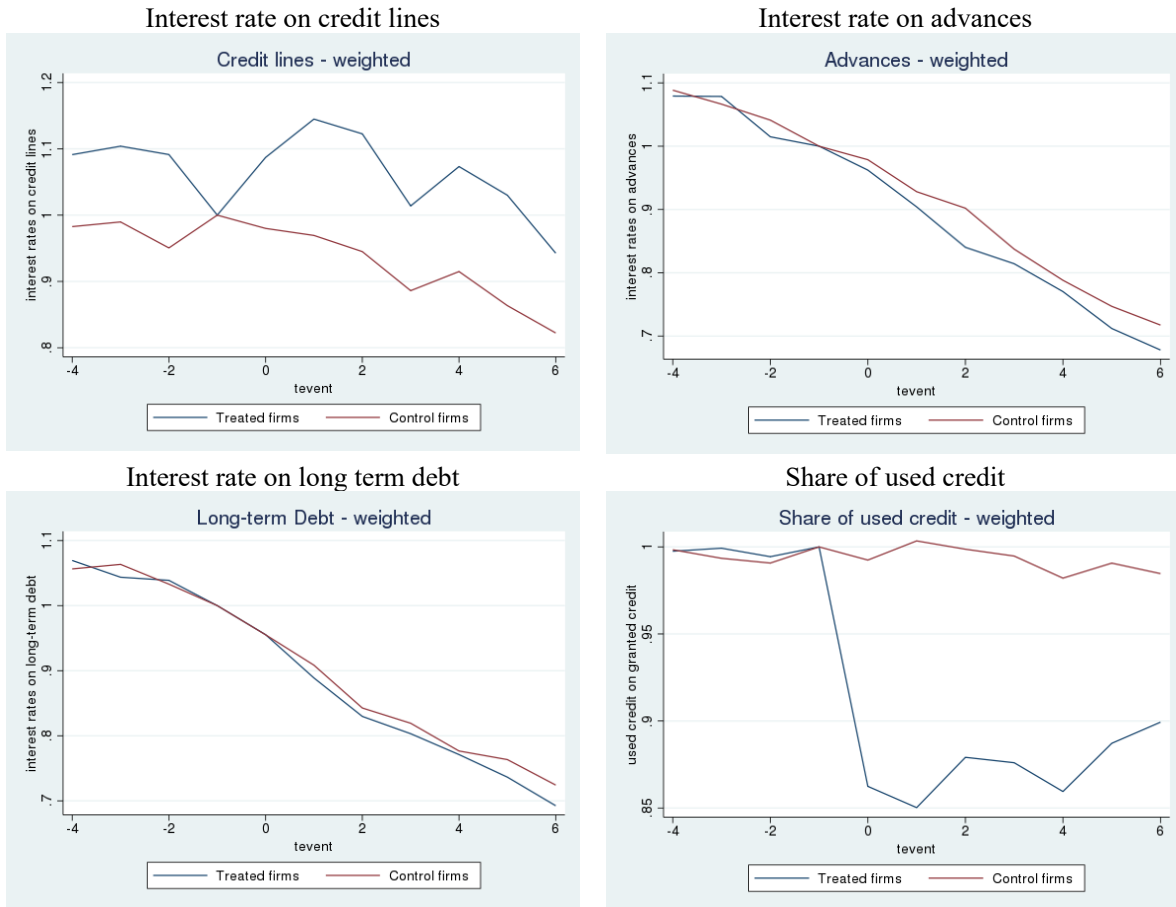 Interest rate on credit lines
Credit lines - weighted
interest rates on credit lines
1.2
1.1
1
.9
.8
-4 -2 0 2 4 6
tevent
Treated firms Control firms
Interest rate on advances
Advances - weighted
interest rates on advances
1.1
1
.9
.8
.7
-4 -2 0 2 4 6
tevent
Treated firms Control firms
Interest rate on long term debt
Long-term Debt - weighted
interest rates on long-term debt
1.1
1
.9
.8
.7
-4 -2 0 2 4 6
tevent
Treated firms Control firms
Share of used credit
Share of used credit - weighted
used credit on granted credit
1
.95
.9
.85
-4 -2 0 2 4 6
tevent
Treated firms Control firms